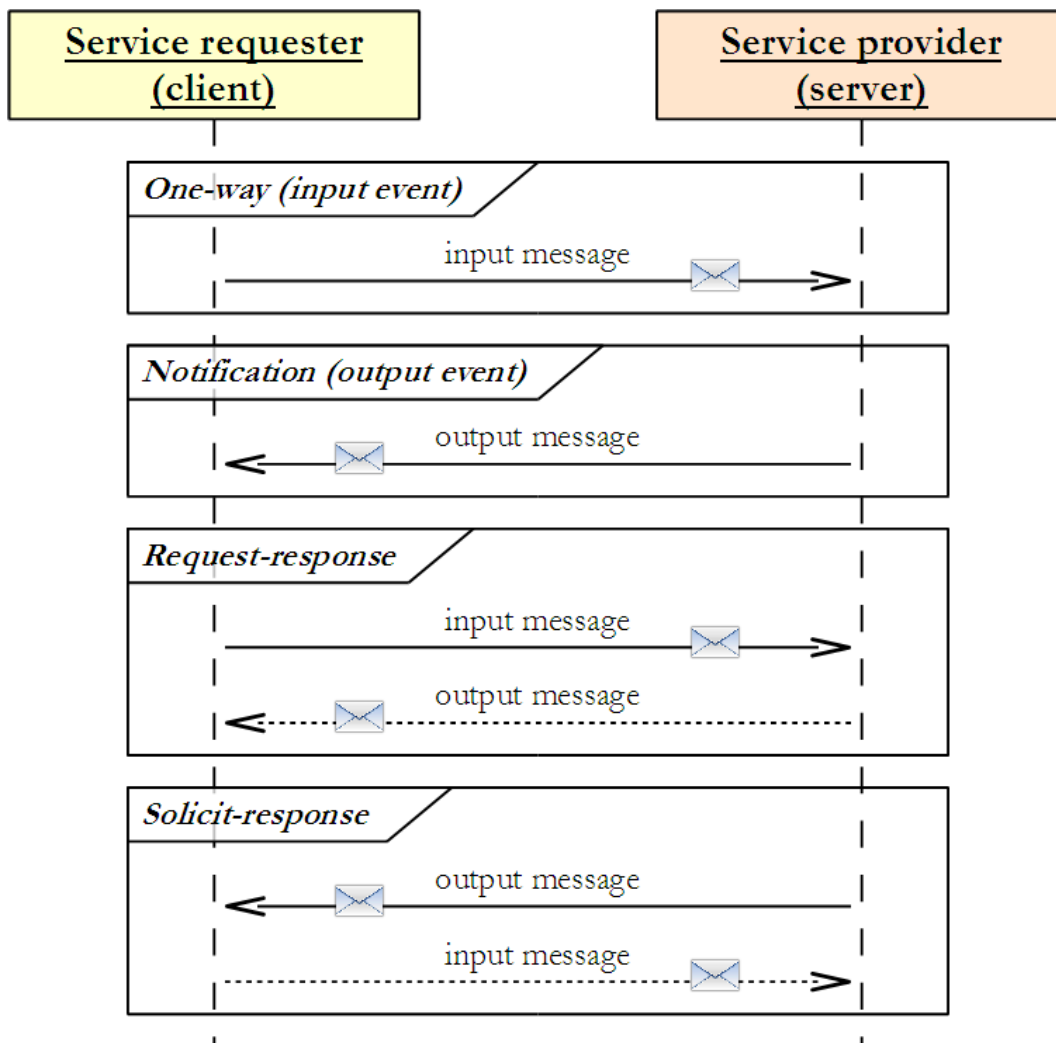 Service requester
(client)
Service provider
(server)
One-way (input event)
input message
Notification (output event)
output message
Request-response
input message
output message
Solicit-response
output message
input message